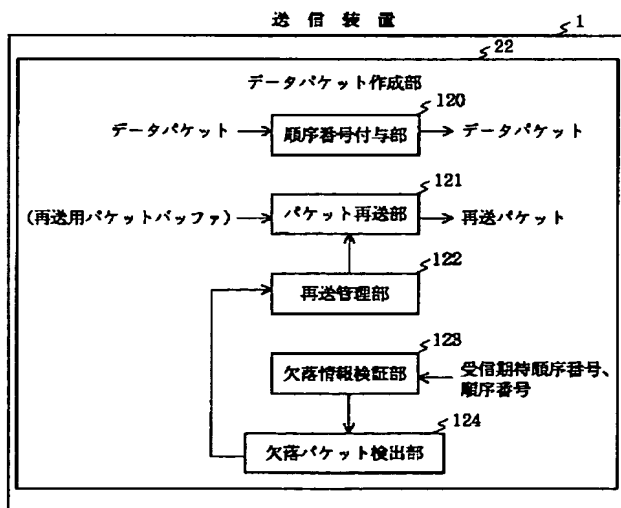 送信装置
1
22
データパケット作成部
120
データパケット
順序番号付与部
データパケット
121
(再送用パケットバッファ)
パケット再送部
再送パケット
122
再送管理部
123
欠落情報検証部
受信期待順序番号、
順序番号
124
欠落パケット検出部